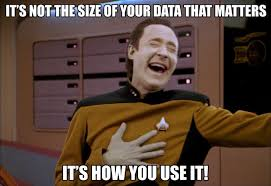 IT'S NOT THE SIZE OF YOUR DATA THAT MATTERS
IT'S HOW YOU USE IT!